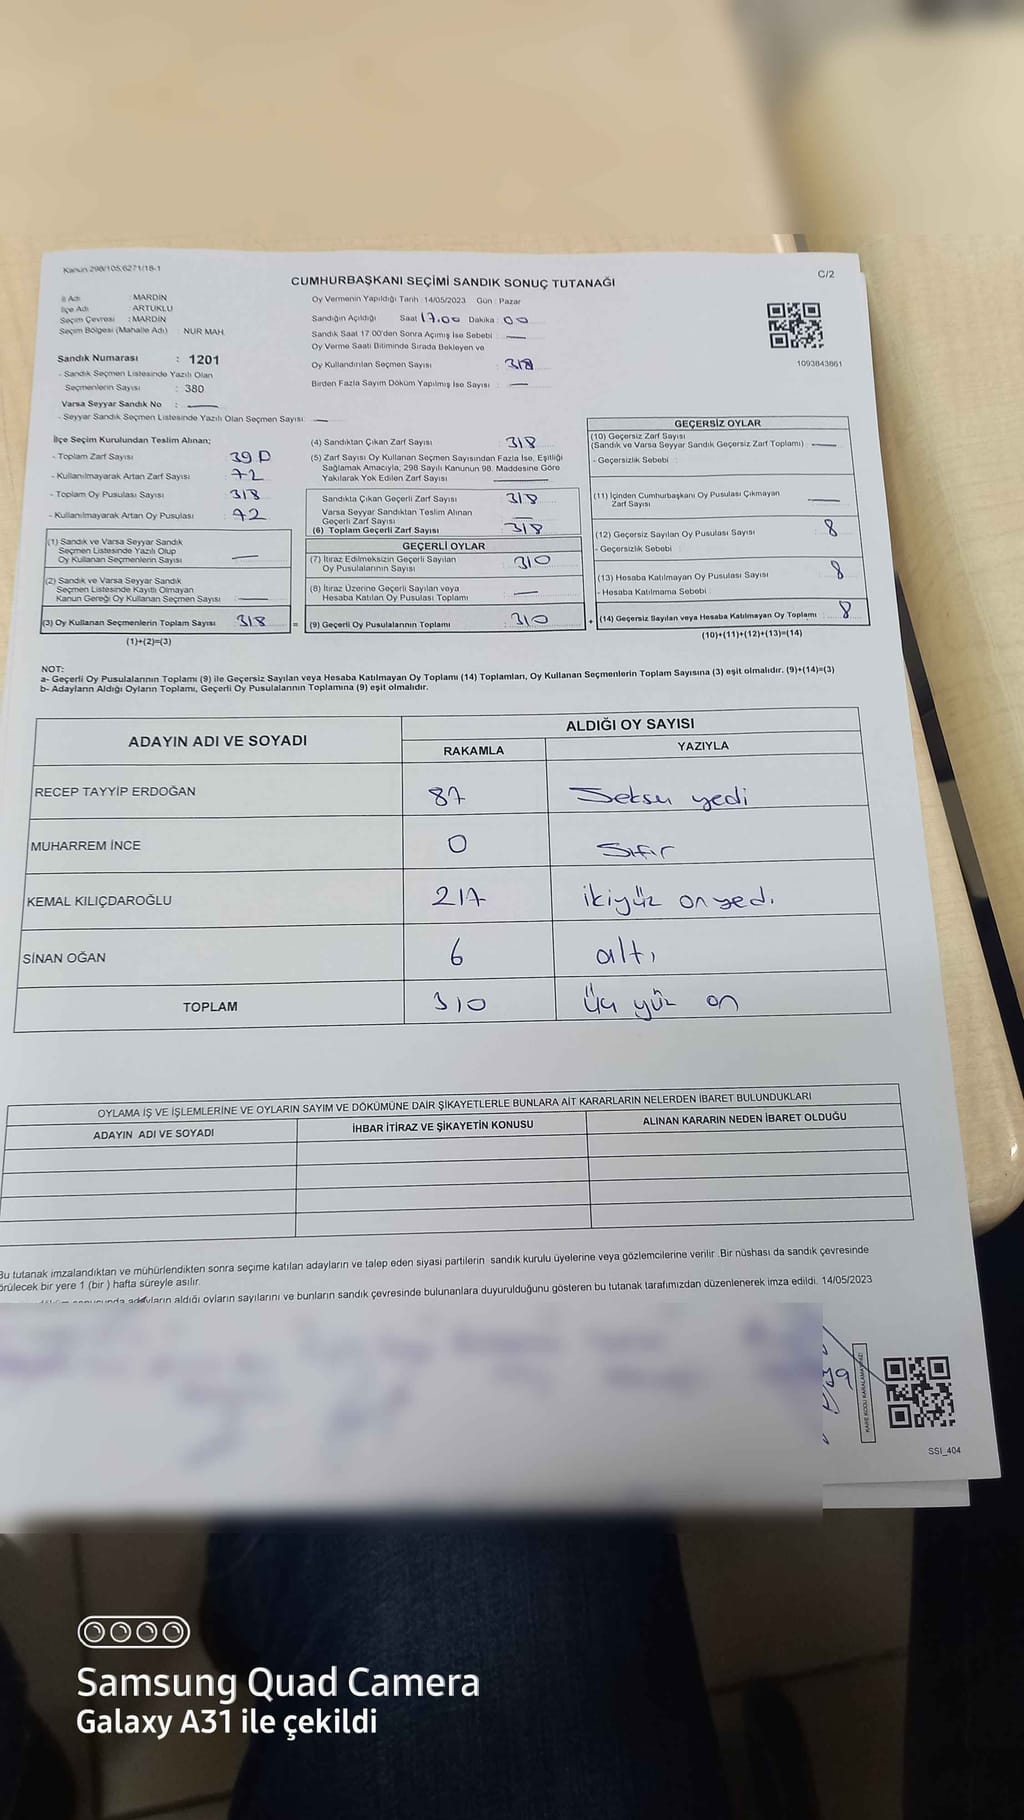 Kanun 298/105,6271/18-1
C/2
CUMHURBAŞKANI SEÇİMİ SANDIK SONUÇ TUTANAĞI
İl Adı : MARDİN
İlçe Adı : ARTUKLU
Seçim Çevresi : MARDİN
Seçim Bölgesi (Mahalle Adı) : NUR MAH.
Sandık Numarası : 1201
- Sandık Seçmen Listesinde Yazılı Olan
Seçmenlerin Sayısı : 380
Varsa Seyyar Sandık No :
- Seyyar Sandık Seçmen Listesinde Yazılı Olan Seçmen Sayısı:
Oy Vermenin Yapıldığı Tarih : 14/05/2023 Gün : Pazar
Sandığın Açıldığı Saat 17.00 Dakika : 00
Sandık Saat 17:00'den Sonra Açımış İse Sebebi :
Oy Verme Saati Bitiminde Sırada Bekleyen ve
Oy Kullandırılan Seçmen Sayısı : 318
Birden Fazla Sayım Döküm Yapılmış İse Sayısı :
1093843861
İlçe Seçim Kurulundan Teslim Alınan;
- Toplam Zarf Sayısı
- Kullanılmayarak Artan Zarf Sayısı 72
- Toplam Oy Pusulası Sayısı 318
- Kullanılmayarak Artan Oy Pusulası
(1) Sandık ve Varsa Seyyar Sandık
Seçmen Listesinde Yazılı Olup
Oy Kullanan Seçmenlerin Sayısı
(2) Sandık ve Varsa Seyyar Sandık
Seçmen Listesinde Kayıtlı Olmayan
Kanun Gereği Oy Kullanan Seçmen Sayısı
(3) Oy Kullanan Seçmenlerin Toplam Sayısı 318 =
(1)+(2)=(3)
(4) Sandıktan Çıkan Zarf Sayısı : 318
(5) Zarf Sayısı Oy Kullanan Seçmen Sayısından Fazla İse, Eşitliği
Sağlamak Amacıyla; 298 Sayılı Kanunun 98. Maddesine Göre
Yakılarak Yok Edilen Zarf Sayısı
Sandıkta Çıkan Geçerli Zarf Sayısı 318
Varsa Seyyar Sandıktan Teslim Alınan
Geçerli Zarf Sayısı
(6) Toplam Geçerli Zarf Sayısı 318
GEÇERLİ OYLAR
(7) İtiraz Edilmeksizin Geçerli Sayılan
Oy Pusulalarının Sayısı 310
(8) İtiraz Üzerine Geçerli Sayılan veya
Hesaba Katılan Oy Pusulası Toplamı
(9) Geçerli Oy Pusulalarının Toplamı 310 +
GEÇERSİZ OYLAR
(10) Geçersiz Zarf Sayısı
(Sandık ve Varsa Seyyar Sandık Geçersiz Zarf Toplamı)
- Geçersizlik Sebebi :
(11) İçinden Cumhurbaşkanı Oy Pusulası Çıkmayan
Zarf Sayısı
(12) Geçersiz Sayılan Oy Pusulası Sayısı 8
- Geçersizlik Sebebi :
(13) Hesaba Katılmayan Oy Pusulası Sayısı 8
- Hesaba Katılmama Sebebi :
(14) Geçersiz Sayılan veya Hesaba Katılmayan Oy Toplamı 8
(10)+(11)+(12)+(13)=(14)
NOT:
a- Geçerli Oy Pusulalarının Toplamı (9) ile Geçersiz Sayılan veya Hesaba Katılmayan Oy Toplamı (14) Toplamları, Oy Kullanan Seçmenlerin Toplam Sayısına (3) eşit olmalıdır. (9)+(14)=(3)
b- Adayların Aldığı Oyların Toplamı, Geçerli Oy Pusulalarının Toplamına (9) eşit olmalıdır.
ADAYIN ADI VE SOYADI
ALDIĞI OY SAYISI
RAKAMLA YAZIYLA
RECEP TAYYİP ERDOĞAN 87 Seksen yedi
MUHARREM İNCE 0 Sıfır
KEMAL KILIÇDAROĞLU 217 ikiyüz onyedi
SİNAN OĞAN 6 altı
TOPLAM 310 Üç yüz on
OYLAMA İŞ VE İŞLEMLERİNE VE OYLARIN SAYIM VE DÖKÜMÜNE DAİR ŞİKAYETLERLE BUNLARA AİT KARARLARIN NELERDEN İBARET BULUNDUKLARI
ADAYIN ADI VE SOYADI İHBAR İTİRAZ VE ŞİKAYETİN KONUSU ALINAN KARARIN NEDEN İBARET OLDUĞU
Bu tutanak imzalandıktan ve mühürlendikten sonra seçime katılan adayların ve talep eden siyasi partilerin sandık kurulu üyelerine veya gözlemcilerine verilir .Bir nüshası da sandık çevresinde
örülecek bir yere 1 (bir ) hafta süreyle asılır.
adayların aldığı oyların sayılarını ve bunların sandık çevresinde bulunanlara duyurulduğunu gösteren bu tutanak tarafımızdan düzenlenerek imza edildi. 14/05/2023
SSI_404
Samsung Quad Camera
Galaxy A31 ile çekildi